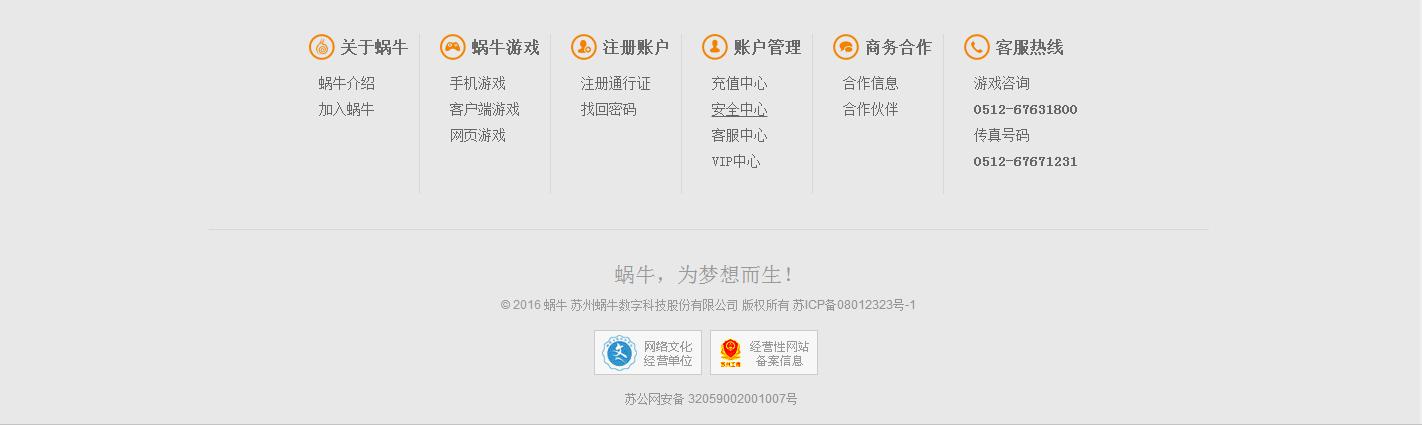 关于蜗牛
蜗牛介绍
加入蜗牛
蜗牛游戏
手机游戏
客户端游戏
网页游戏
注册账户
注册通行证
找回密码
账户管理
充值中心
安全中心
客服中心
VIP中心
商务合作
合作信息
合作伙伴
客服热线
游戏咨询
0512-67631800
传真号码
0512-67671231
蜗牛，为梦想而生！
© 2016 蜗牛 苏州蜗牛数字科技股份有限公司 版权所有 苏ICP备08012323号-1
网络文化
经营单位
经营性网站
备案信息
苏公网安备 32059002001007号